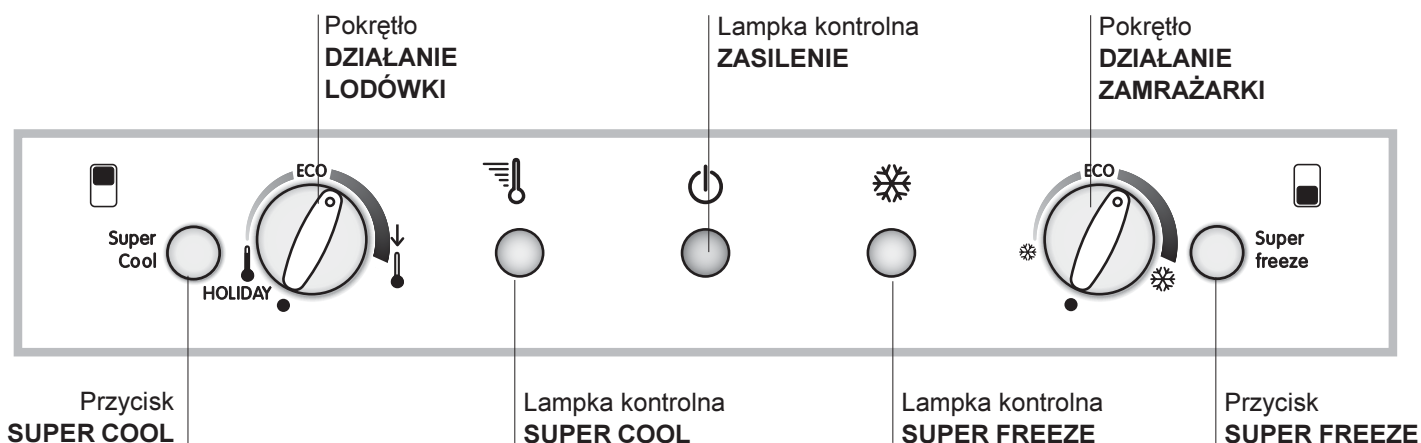 Pokrętło
DZIAŁANIE
LODÓWKI
Lampka kontrolna
ZASILENIE
Pokrętło
DZIAŁANIE
ZAMRAŻARKI
Super
Cool
ECO
HOLIDAY
ECO
Super
freeze
Przycisk
SUPER COOL
Lampka kontrolna
SUPER COOL
Lampka kontrolna
SUPER FREEZE
Przycisk
SUPER FREEZE